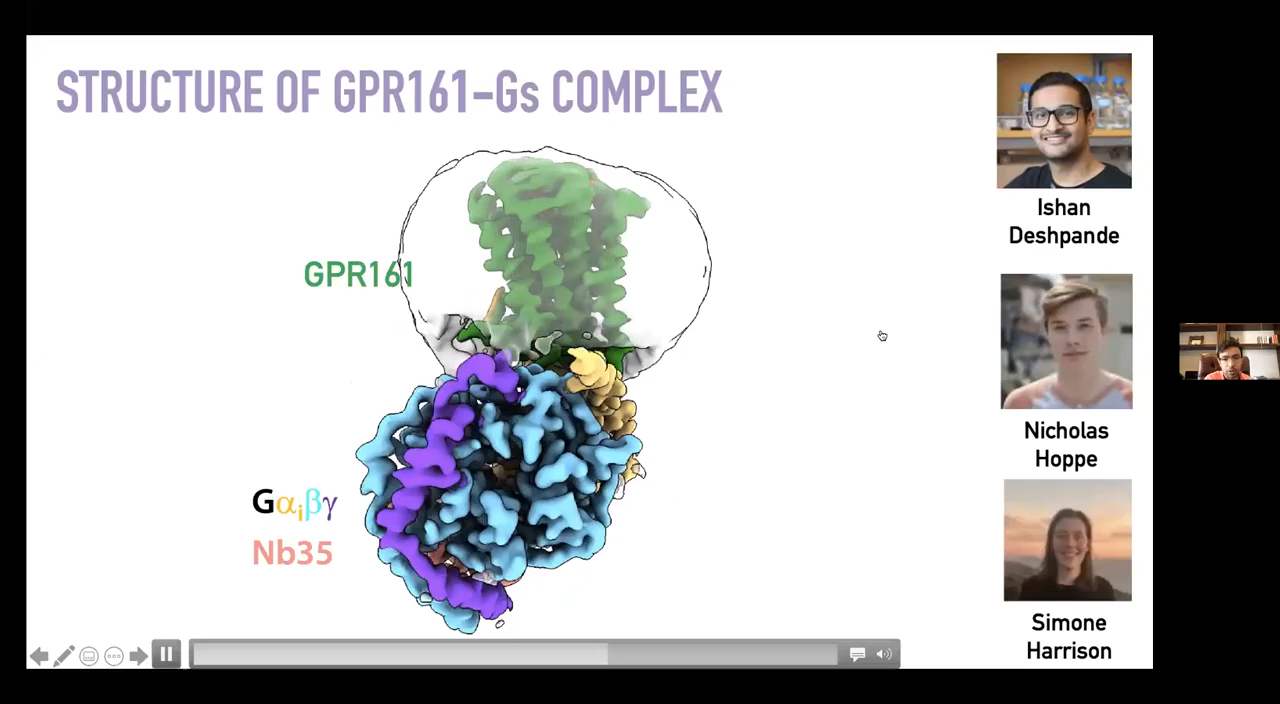 STRUCTURE OF GPR161-Gs COMPLEX
GPR161
Gαiβγ
Nb35
Ishan
Deshpande
Nicholas
Hoppe
Simone
Harrison